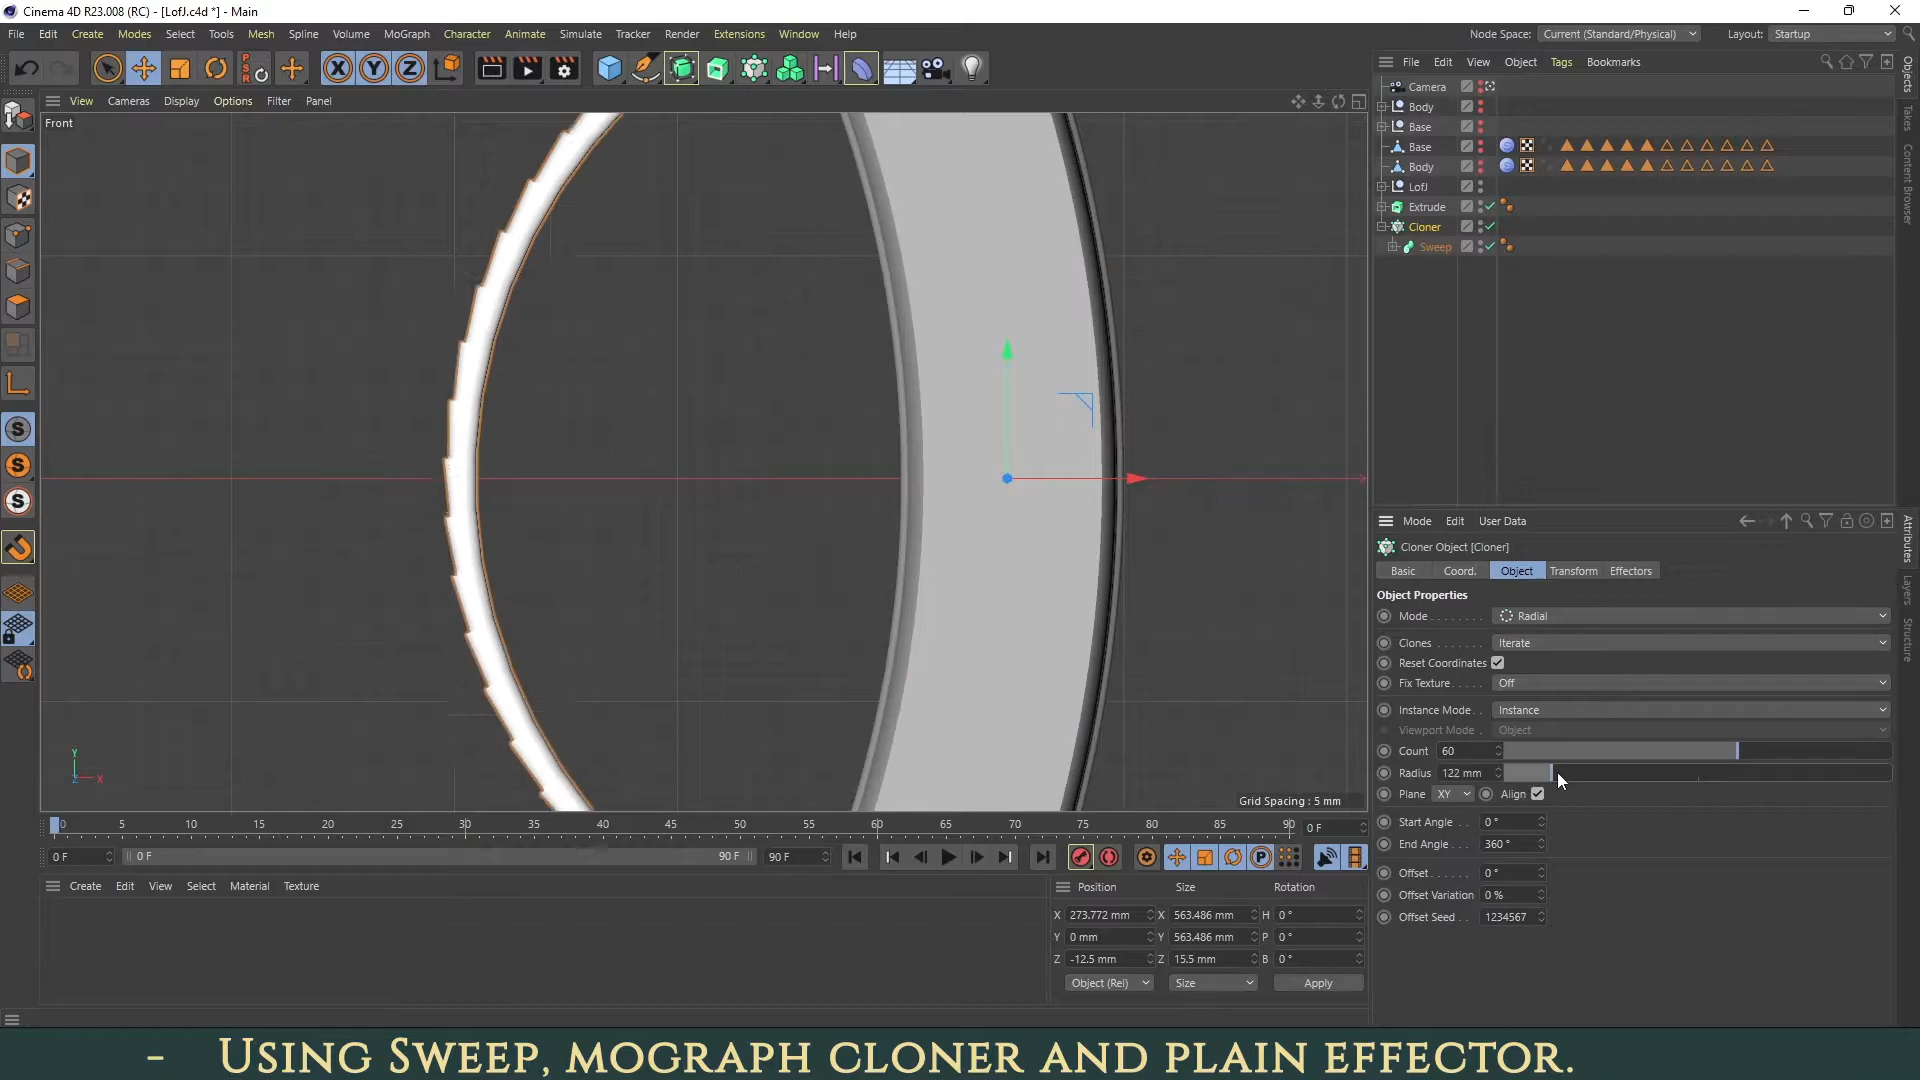 Cinema 4D R23.008 (RC) - [LofJ.c4d *] - Main
File Edit Create Modes Select Tools Mesh Spline Volume MoGraph Character Animate Simulate Tracker Render Extensions Window Help
Node Space: Current (Standard/Physical) Layout: Startup
PSR X Y Z
File Edit View Object Tags Bookmarks
View Cameras Display Options Filter Panel
Front
Camera
Body
Base
Base
Body
LofJ
Extrude
Cloner
Sweep
Objects
Takes
Content Browser
Mode Edit User Data
Cloner Object [Cloner]
Basic Coord. Object Transform Effectors
Object Properties
Mode . . . . . . . . Radial
Clones . . . . . . . Iterate
Reset Coordinates
Fix Texture. . . . . Off
Instance Mode . . Instance
Viewport Mode . Object
Count 60
Radius 122 mm
Plane XY Align
Start Angle . . 0 °
End Angle . . . 360 °
Offset. . . . . . 0 °
Offset Variation 0 %
Offset Seed . . 1234567
Attributes
Layers
Structure
Y
Z X
Grid Spacing : 5 mm
0 5 10 15 20 25 30 35 40 45 50 55 60 65 70 75 80 85 90 0 F
0 F 0 F 90 F 90 F
Create Edit View Select Material Texture
Position Size Rotation
X 273.772 mm X 563.486 mm H 0 °
Y 0 mm Y 563.486 mm P 0 °
Z -12.5 mm Z 15.5 mm B 0 °
Object (Rel) Size Apply
- Using Sweep, mograph cloner and plain effector.